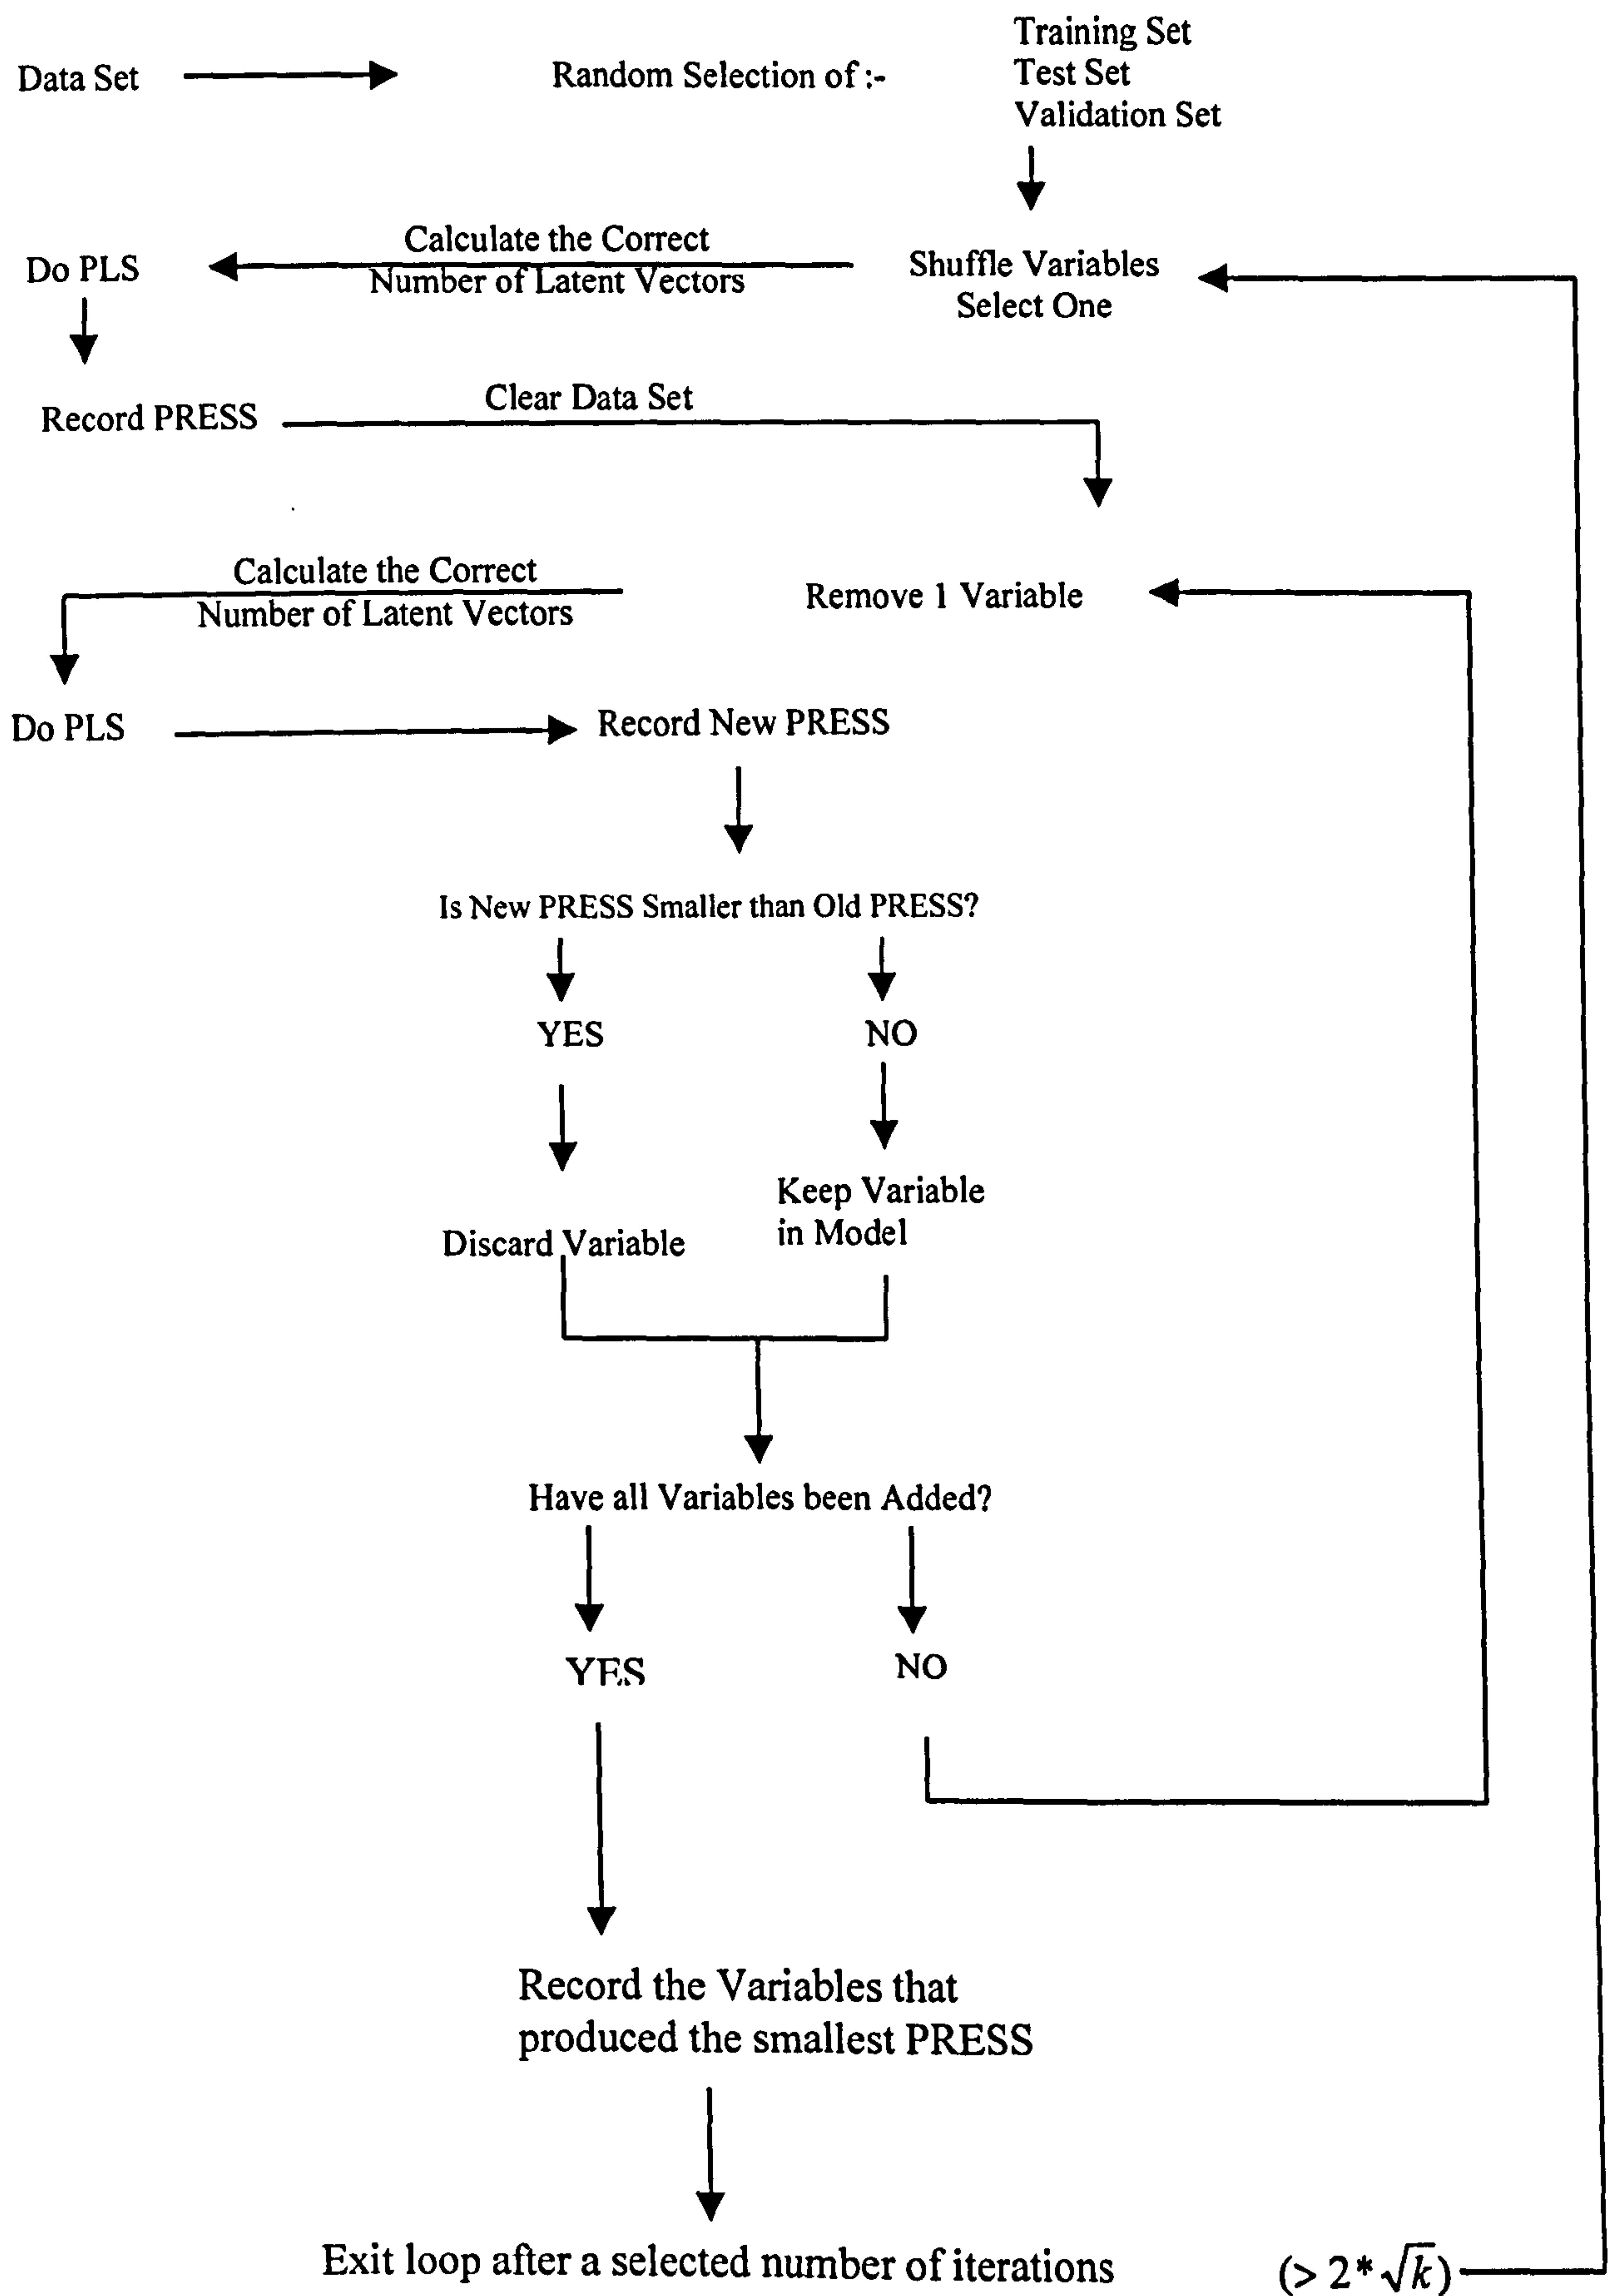 Training Set
Data Set
Random Selection of :-
Test Set
Validation Set
Calculate the Correct
Do PLS
Number of Latent Vectors
Shuffle Variables
Select One
Clear Data Set
Record PRESS
Calculate the Correct
Number of Latent Vectors
Remove 1 Variable
Do PLS
Record New PRESS
Is New PRESS Smaller than Old PRESS?
YES
NO
Keep Variable
in Model
Discard Variable
Have all Variables been Added?
YES
NO
Record the Variables that
produced the smallest PRESS
Exit loop after a selected number of iterations
(> 2* √k)